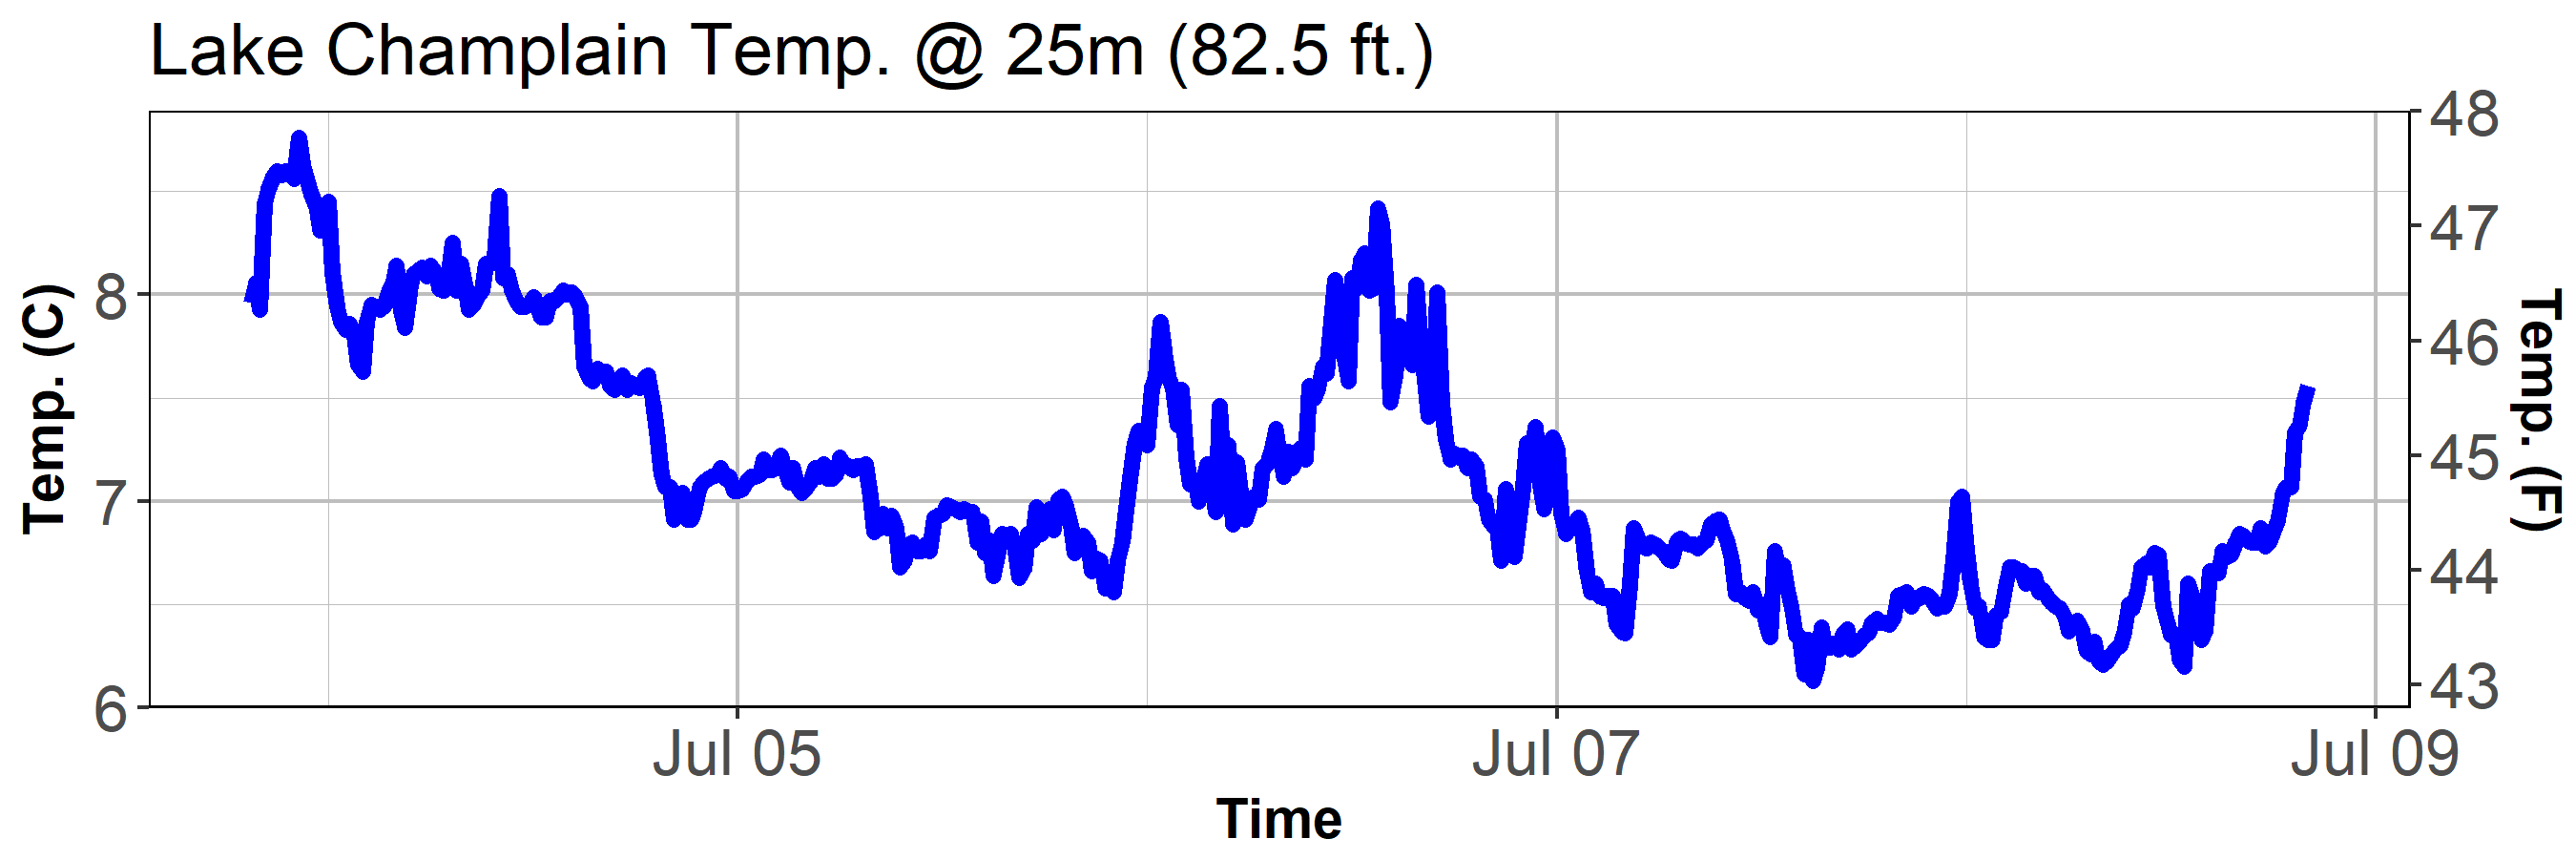 Lake Champlain Temp. @ 25m (82.5 ft.)
Temp. (C)
8
7
6
48
47
46
45
44
43
Temp. (F)
Jul 05
Jul 07
Jul 09
Time